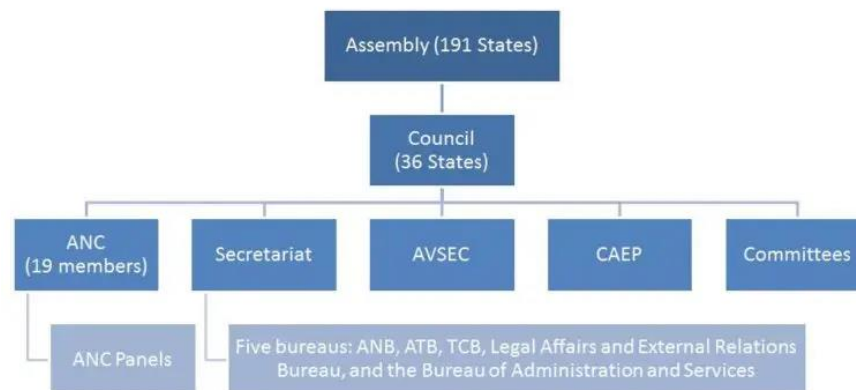 Assembly (191 States)
Council
(36 States)
ANC
(19 members)
Secretariat
AVSEC
CAEP
Committees
ANC Panels
Five bureaus: ANB, ATB, TCB, Legal Affairs and External Relations
Bureau, and the Bureau of Administration and Services